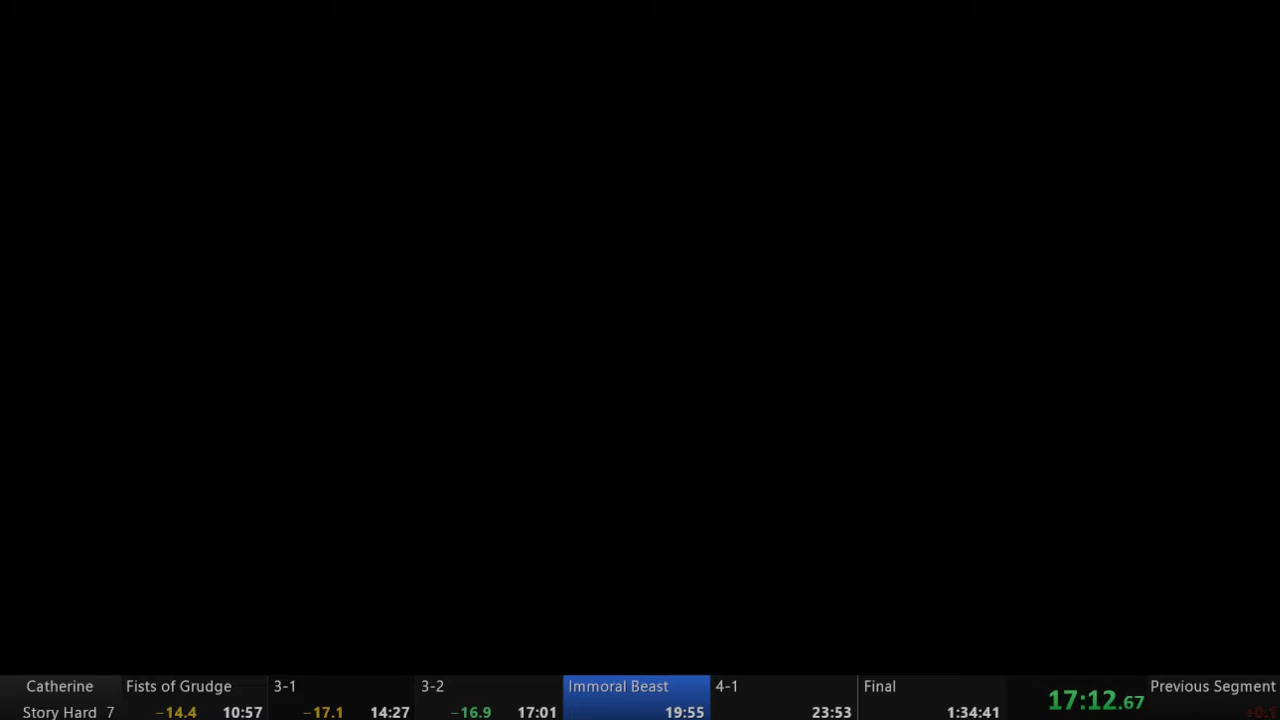 Catherine
Story Hard 7
Fists of Grudge
−14.4 10:57
3-1
−17.1 14:27
3-2
−16.9 17:01
Immoral Beast
19:55
4-1
23:53
Final
1:34:41
17:12.67
Previous Segment
+0.1